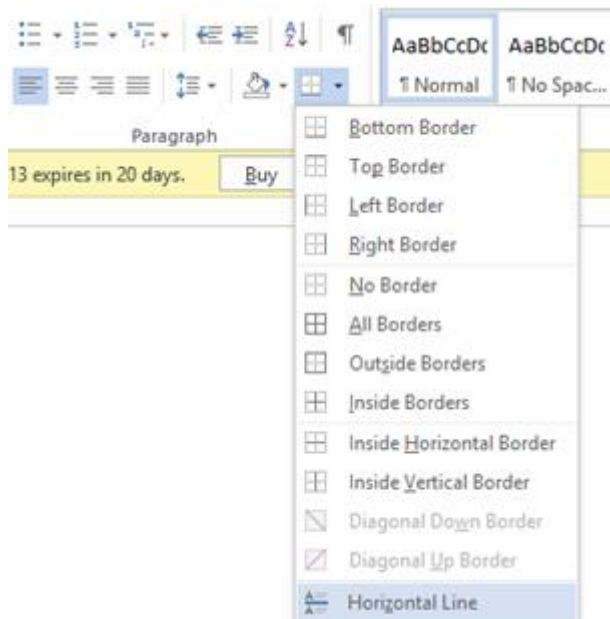 AaBbCcDc AaBbCcDc
¶ Normal ¶ No Spac...
Paragraph
13 expires in 20 days. Buy
Bottom Border
Top Border
Left Border
Right Border
No Border
All Borders
Outside Borders
Inside Borders
Inside Horizontal Border
Inside Vertical Border
Diagonal Down Border
Diagonal Up Border
Horizontal Line